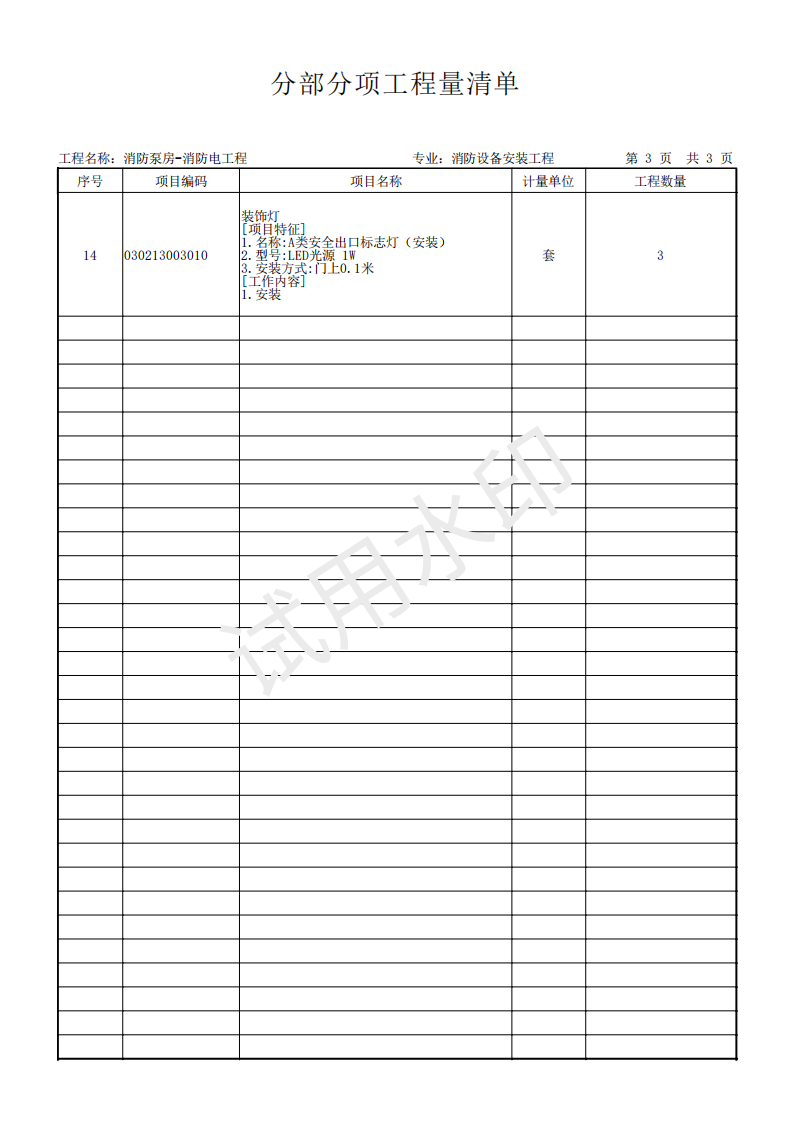 分部分项工程量清单
工程名称：消防泵房-消防电工程 专业：消防设备安装工程 第 3 页 共 3 页
序号 项目编码 项目名称 计量单位 工程数量
装饰灯
[项目特征]
1.名称:A类安全出口标志灯（安装）
14 030213003010 2.型号:LED光源 1W 套 3
3.安装方式:门上0.1米
[工作内容]
1.安装
试用水印